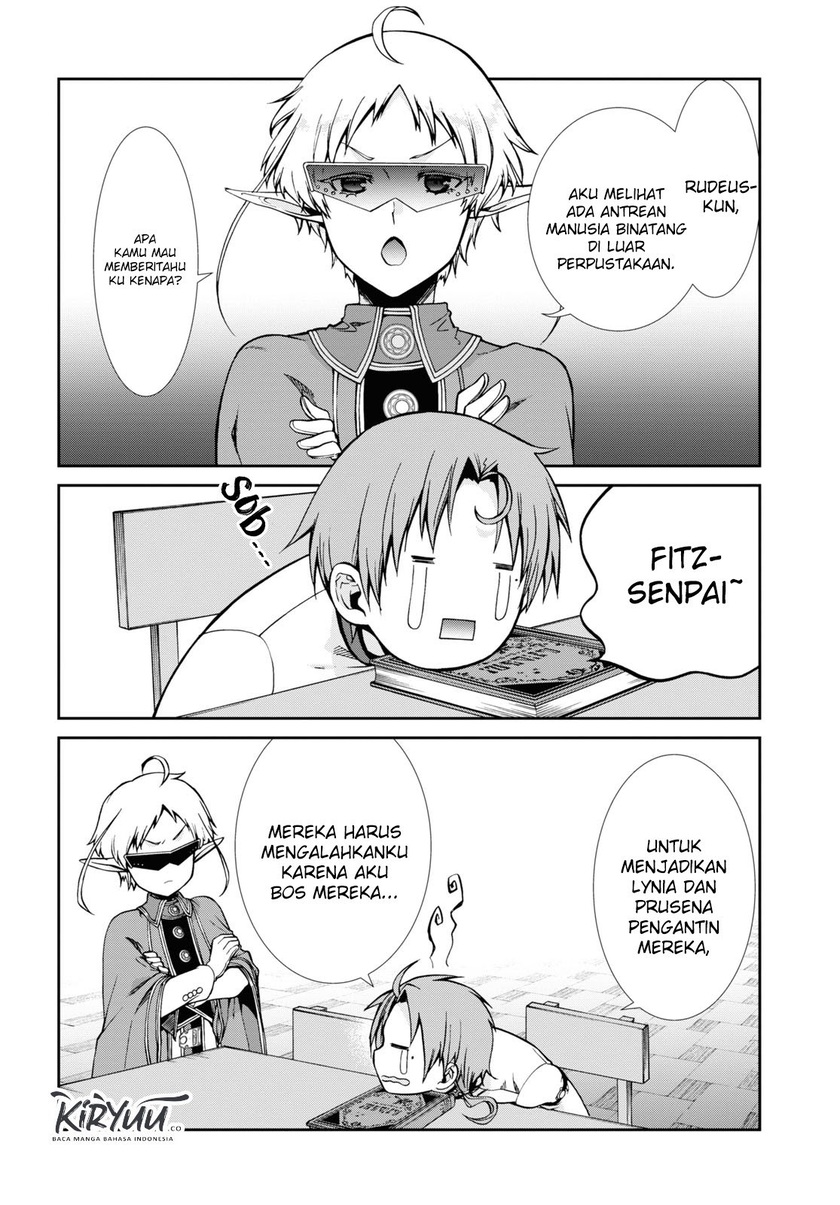 RUDEUS-
KUN,
AKU MELIHAT
ADA ANTREAN
MANUSIA BINATANG
DI LUAR
PERPUSTAKAAN.
APA
KAMU MAU
MEMBERITAHU
KU KENAPA?
SOB...
FITZ-
SENPAI~
UNTUK
MENJADIKAN
LYNIA DAN
PRUSENA
PENGANTIN
MEREKA,
MEREKA HARUS
MENGALAHKANKU
KARENA AKU
BOS MEREKA...
KIRYUU.CO
BACA MANGA BAHASA INDONESIA